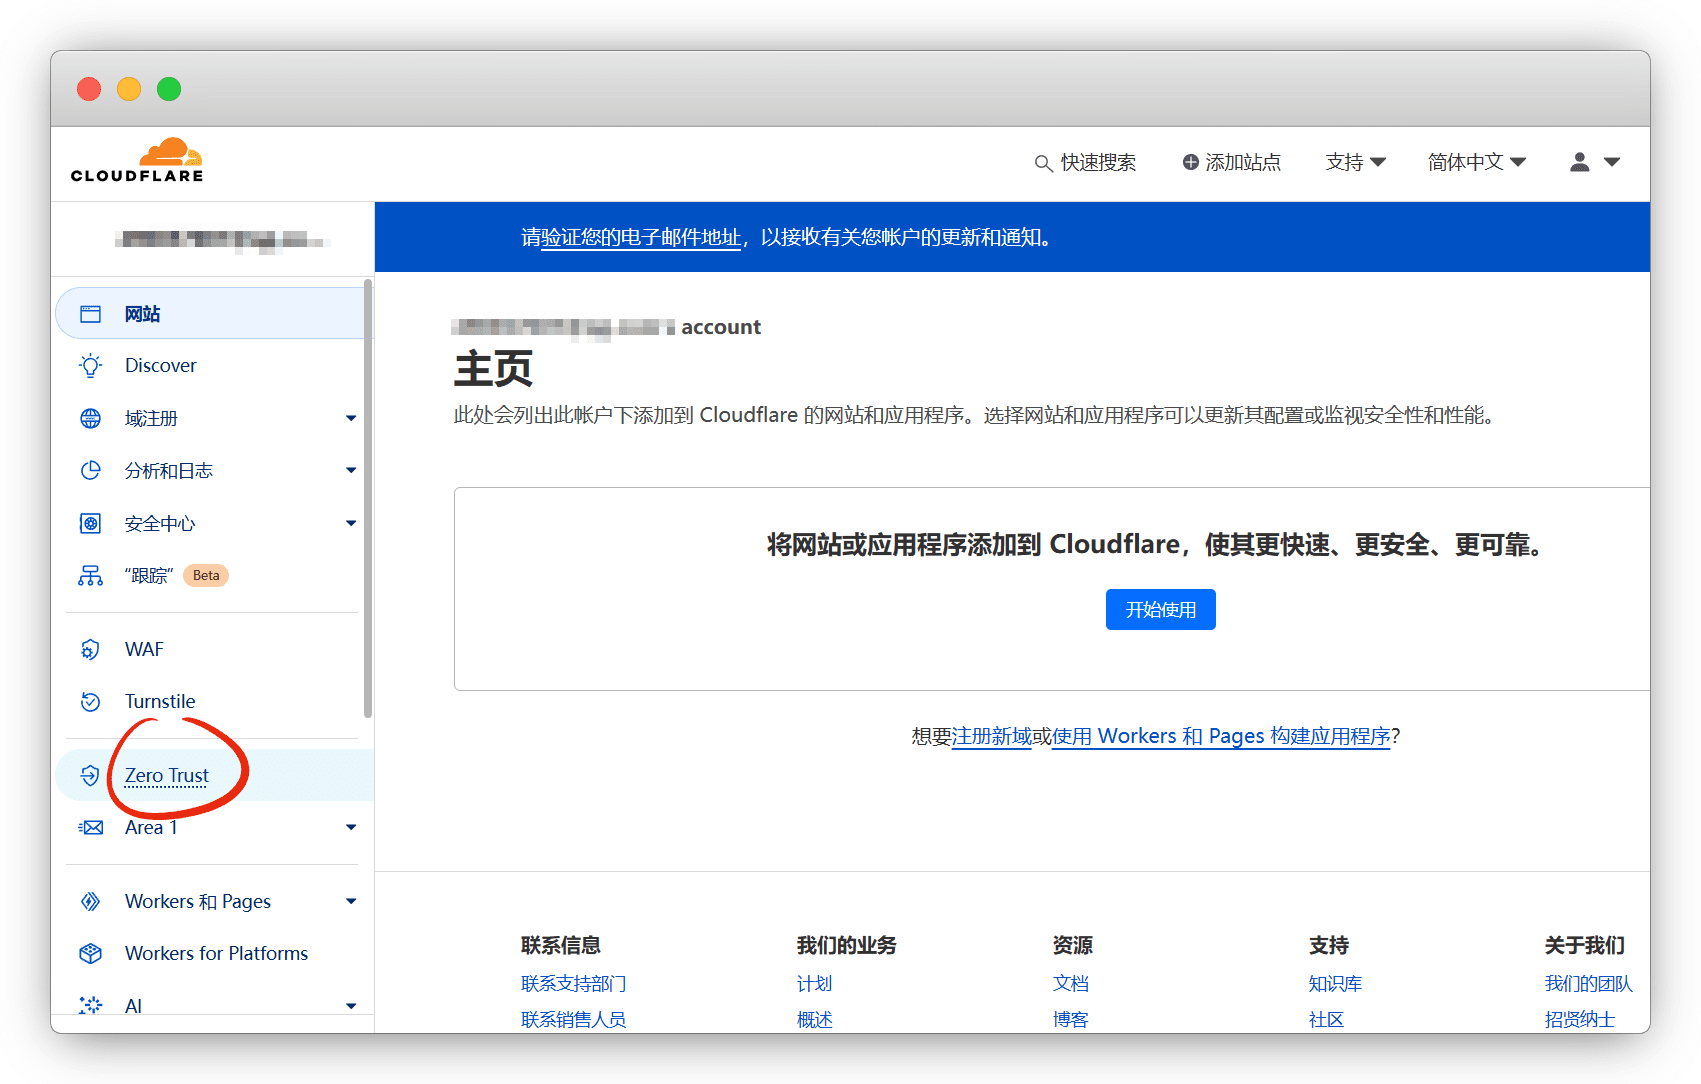 CLOUDFLARE
快速搜索
添加站点
支持
简体中文
请验证您的电子邮件地址，以接收有关您帐户的更新和通知。
网站
Discover
域注册
分析和日志
安全中心
“跟踪” Beta
WAF
Turnstile
Zero Trust
Area 1
Workers 和 Pages
Workers for Platforms
AI
account
主页
此处会列出此帐户下添加到 Cloudflare 的网站和应用程序。选择网站和应用程序可以更新其配置或监视安全性和性能。
将网站或应用程序添加到 Cloudflare，使其更快速、更安全、更可靠。
开始使用
想要注册新域或使用 Workers 和 Pages 构建应用程序?
联系信息
联系支持部门
联系销售人员
我们的业务
计划
概述
资源
文档
博客
支持
知识库
社区
关于我们
我们的团队
招贤纳士